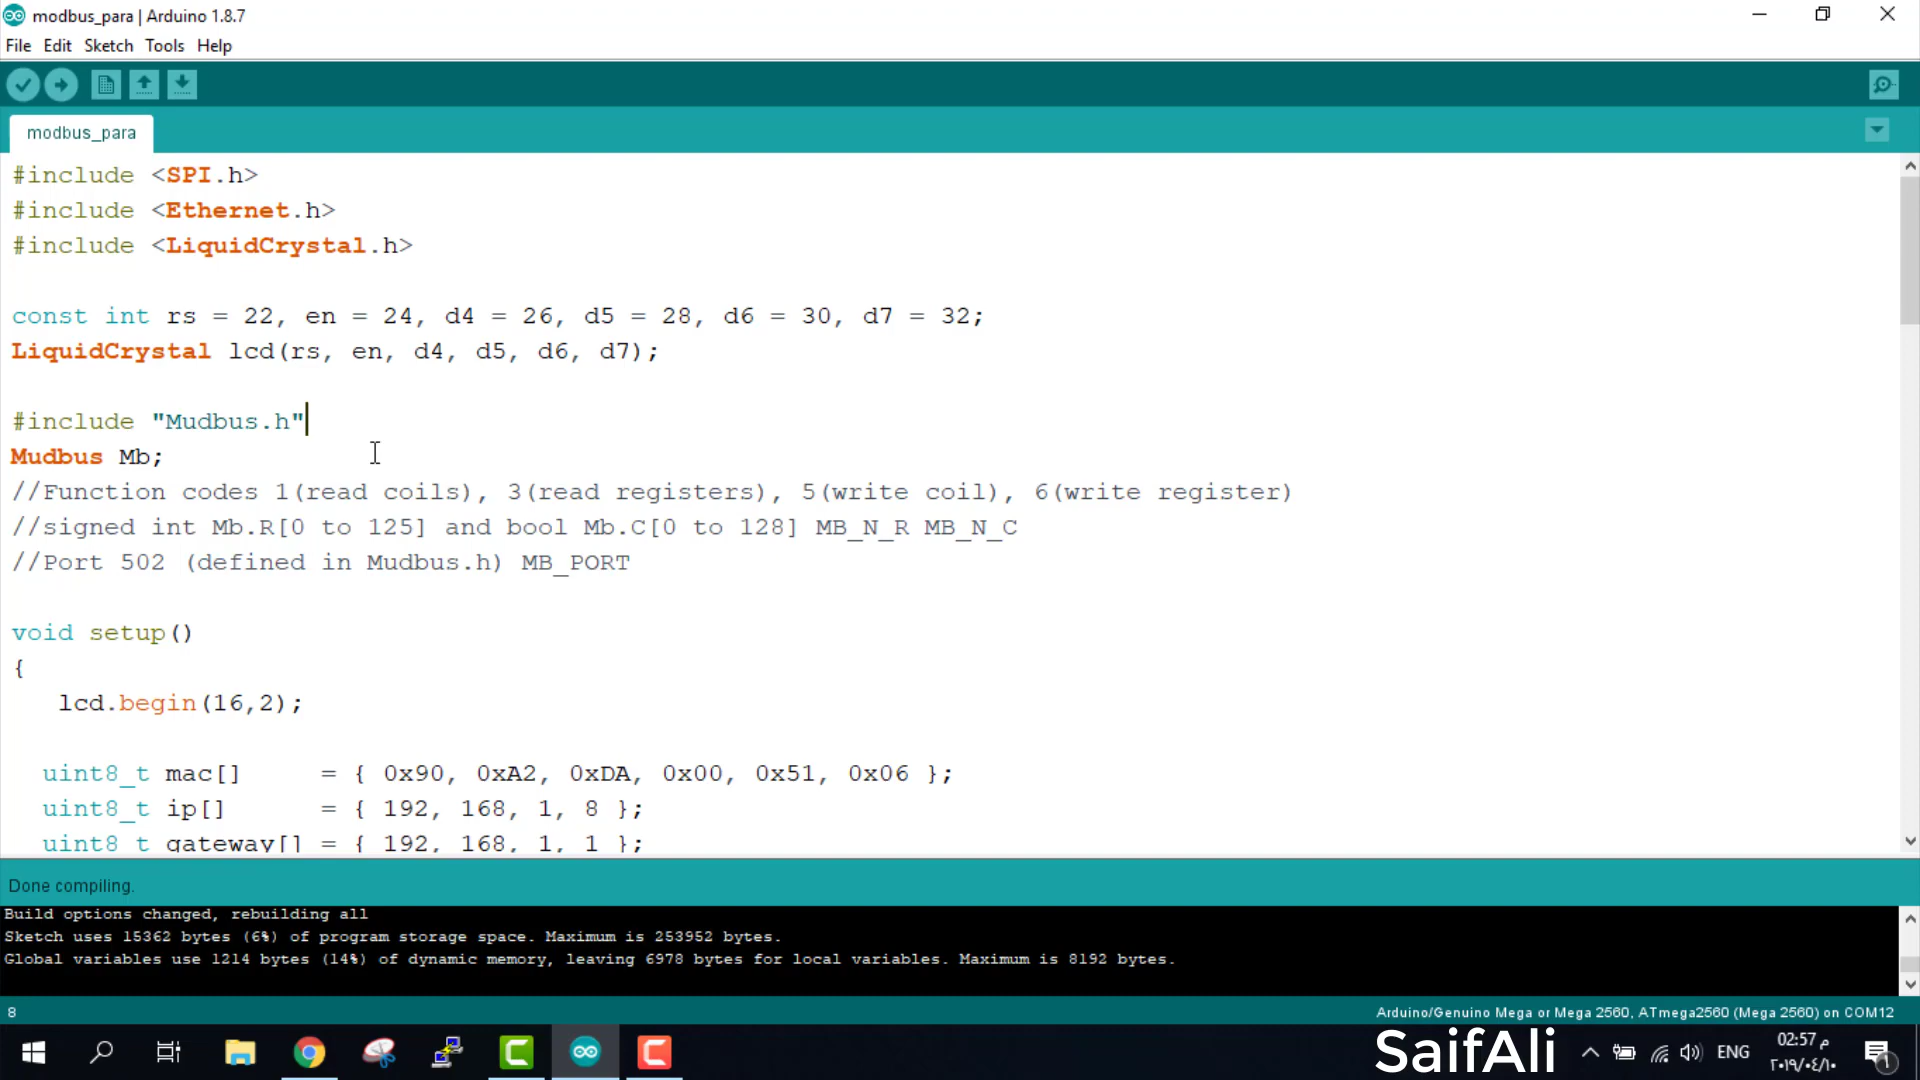 modbus_para | Arduino 1.8.7
File Edit Sketch Tools Help
modbus_para
#include <SPI.h>
#include <Ethernet.h>
#include <LiquidCrystal.h>
const int rs = 22, en = 24, d4 = 26, d5 = 28, d6 = 30, d7 = 32;
LiquidCrystal lcd(rs, en, d4, d5, d6, d7);
#include "Mudbus.h"
Mudbus Mb;
//Function codes 1(read coils), 3(read registers), 5(write coil), 6(write register)
//signed int Mb.R[0 to 125] and bool Mb.C[0 to 128] MB_N_R MB_N_C
//Port 502 (defined in Mudbus.h) MB_PORT
void setup()
{
lcd.begin(16,2);
uint8_t mac[] = { 0x90, 0xA2, 0xDA, 0x00, 0x51, 0x06 };
uint8_t ip[] = { 192, 168, 1, 8 };
uint8_t gateway[] = { 192, 168, 1, 1 };
Done compiling.
Build options changed, rebuilding all
Sketch uses 15362 bytes (6%) of program storage space. Maximum is 253952 bytes.
Global variables use 1214 bytes (14%) of dynamic memory, leaving 6978 bytes for local variables. Maximum is 8192 bytes.
8
Arduino/Genuino Mega or Mega 2560, ATmega2560 (Mega 2560) on COM12
SaifAli
ENG
02:57 م
٢٠١٩/٠٤/١٠
١